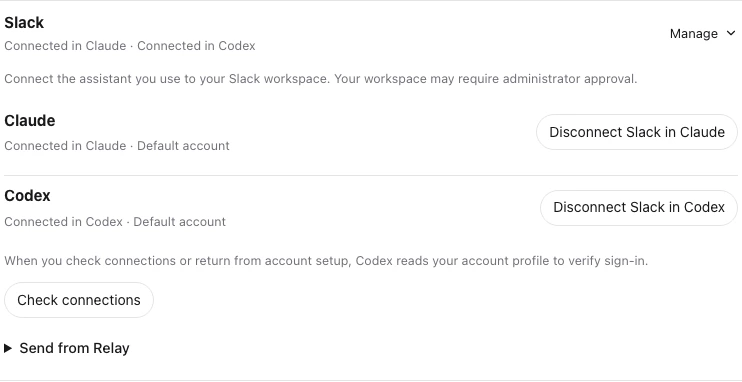 Slack
Connected in Claude · Connected in Codex
Manage
Connect the assistant you use to your Slack workspace. Your workspace may require administrator approval.
Claude
Connected in Claude · Default account
Disconnect Slack in Claude
Codex
Connected in Codex · Default account
Disconnect Slack in Codex
When you check connections or return from account setup, Codex reads your account profile to verify sign-in.
Check connections
Send from Relay